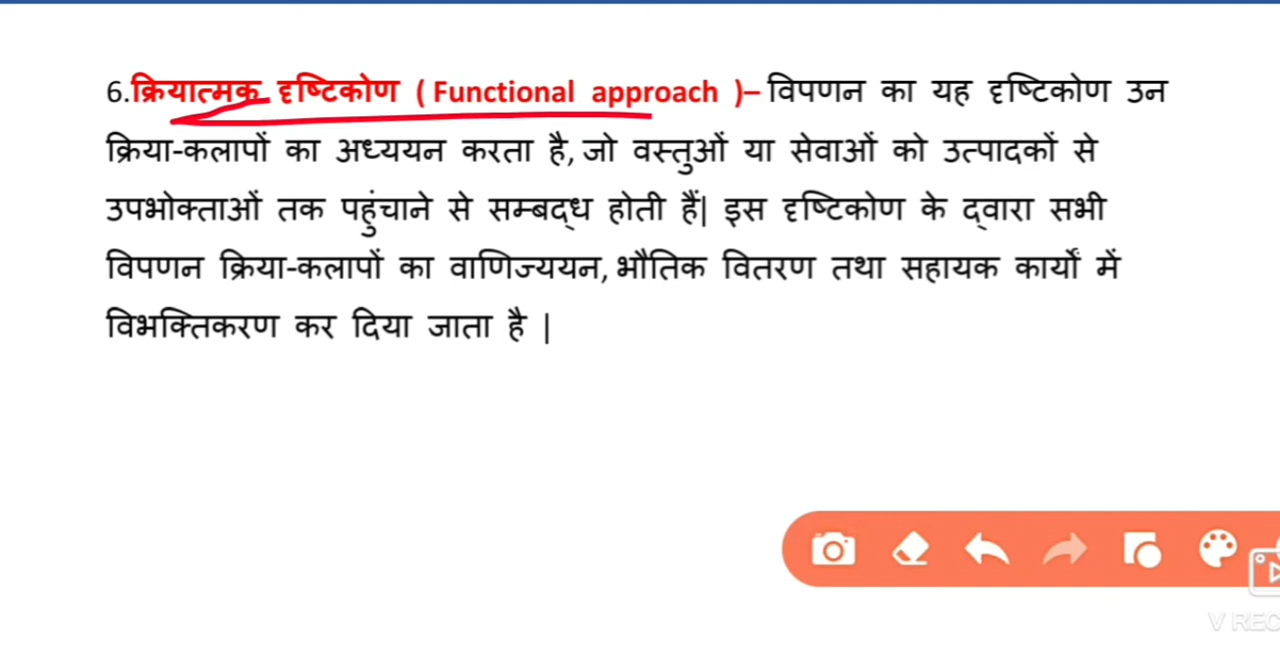 6.क्रियात्मक दृष्टिकोण ( Functional approach )– विपणन का यह दृष्टिकोण उन
क्रिया-कलापों का अध्ययन करता है, जो वस्तुओं या सेवाओं को उत्पादकों से
उपभोक्ताओं तक पहुंचाने से सम्बद्ध होती हैं| इस दृष्टिकोण के द्वारा सभी
विपणन क्रिया-कलापों का वाणिज्ययन, भौतिक वितरण तथा सहायक कार्यों में
विभक्तिकरण कर दिया जाता है |
V REC